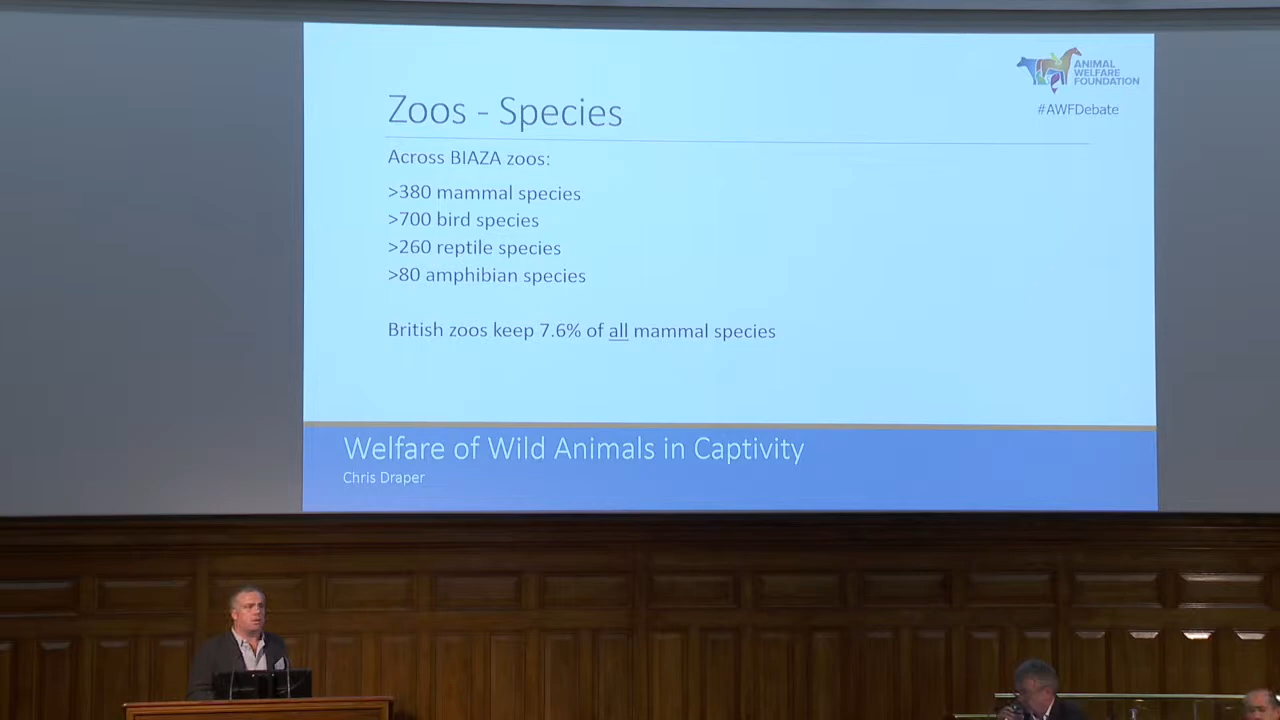 ANIMAL
WELFARE
FOUNDATION
#AWFDebate
Zoos - Species
Across BIAZA zoos:
>380 mammal species
>700 bird species
>260 reptile species
>80 amphibian species
British zoos keep 7.6% of all mammal species
Welfare of Wild Animals in Captivity
Chris Draper